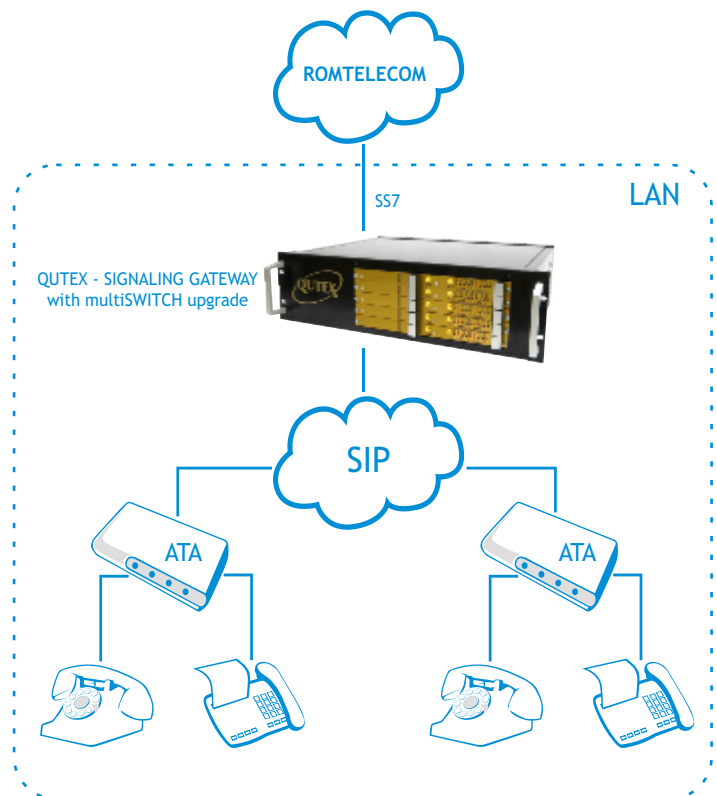 ROMTELECOM
LAN
SS7
QUTEX - SIGNALING GATEWAY
with multiSWITCH upgrade
QUTEX
SIP
ATA
ATA